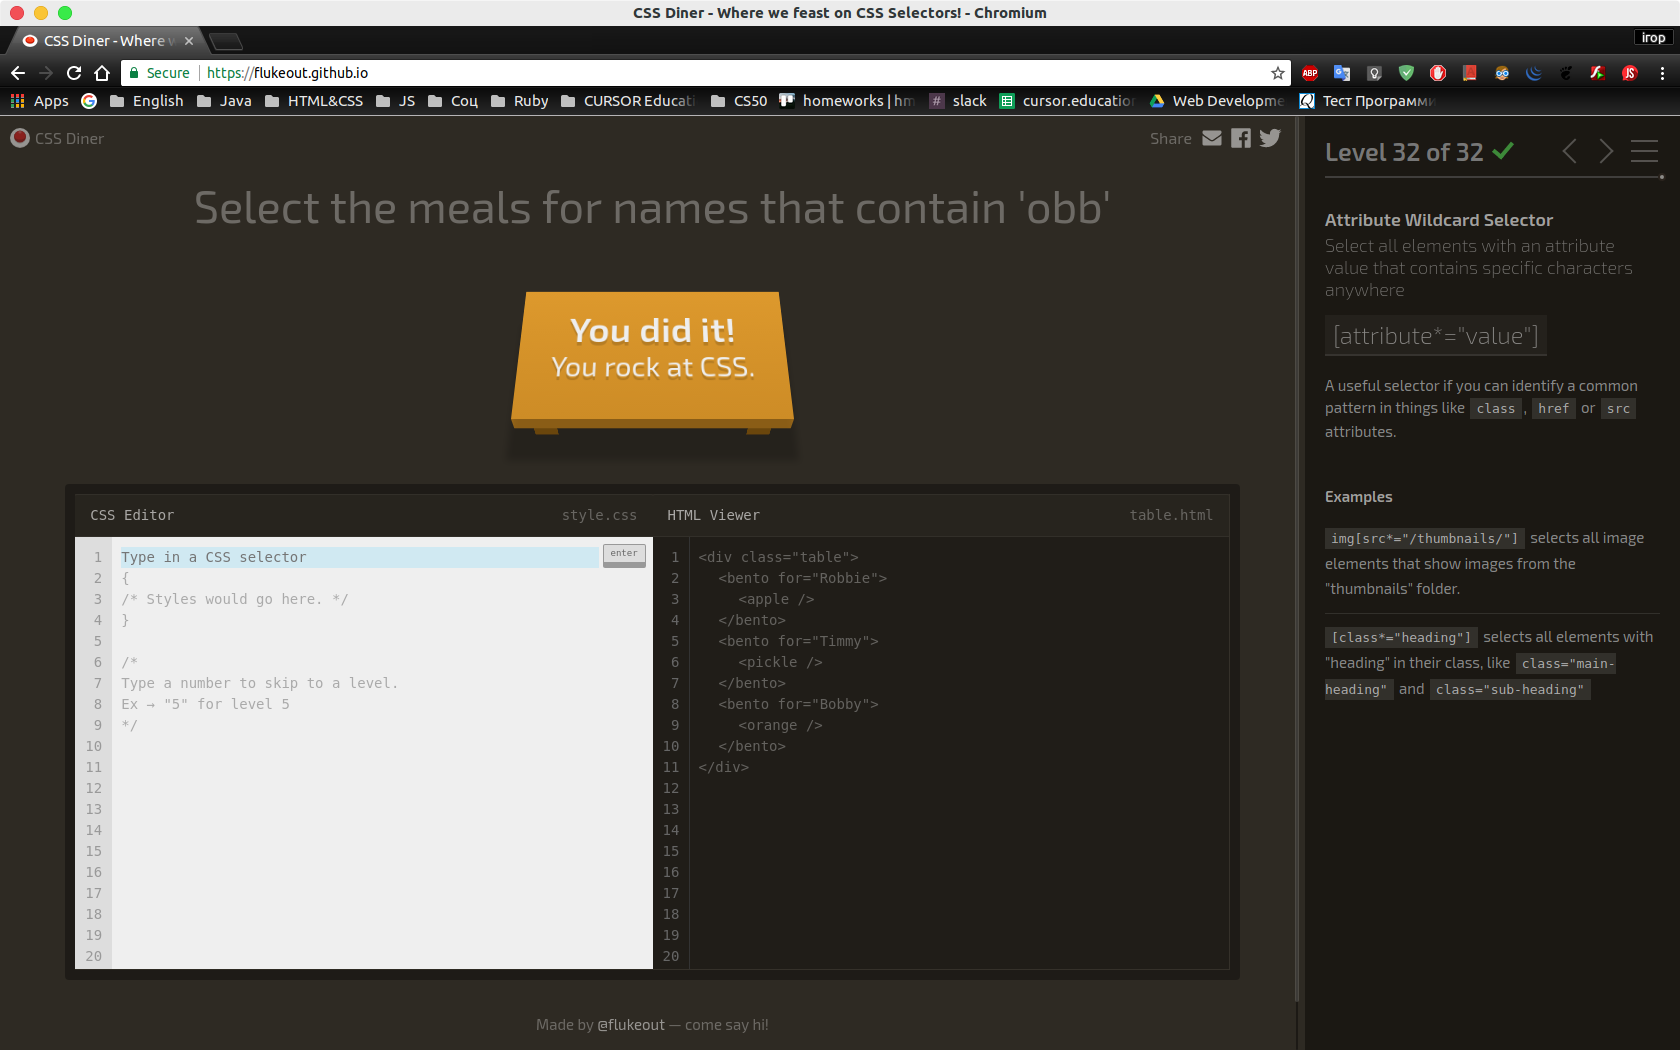 CSS Diner - Where we feast on CSS Selectors! - Chromium
CSS Diner - Where
irop
Secure https://flukeout.github.io
Apps English Java HTML&CSS JS Соц Ruby CURSOR Educati CS50 homeworks | hm slack cursor.educatio Web Developme Тест Программи
CSS Diner
Share
Select the meals for names that contain 'obb'
You did it!
You rock at CSS.
CSS Editor style.css
1 Type in a CSS selector
enter
2 {
3 /* Styles would go here. */
4 }
5
6 /*
7 Type a number to skip to a level.
8 Ex → "5" for level 5
9 */
10
11
12
13
14
15
16
17
18
19
20
HTML Viewer table.html
1 <div class="table">
2 <bento for="Robbie">
3 <apple />
4 </bento>
5 <bento for="Timmy">
6 <pickle />
7 </bento>
8 <bento for="Bobby">
9 <orange />
10 </bento>
11 </div>
12
13
14
15
16
17
18
19
20
Made by @flukeout — come say hi!
Level 32 of 32
Attribute Wildcard Selector
Select all elements with an attribute
value that contains specific characters
anywhere
[attribute*="value"]
A useful selector if you can identify a common
pattern in things like class , href or src
attributes.
Examples
img[src*="/thumbnails/"] selects all image
elements that show images from the
"thumbnails" folder.
[class*="heading"] selects all elements with
"heading" in their class, like class="main-
heading" and class="sub-heading"
ABP
JS